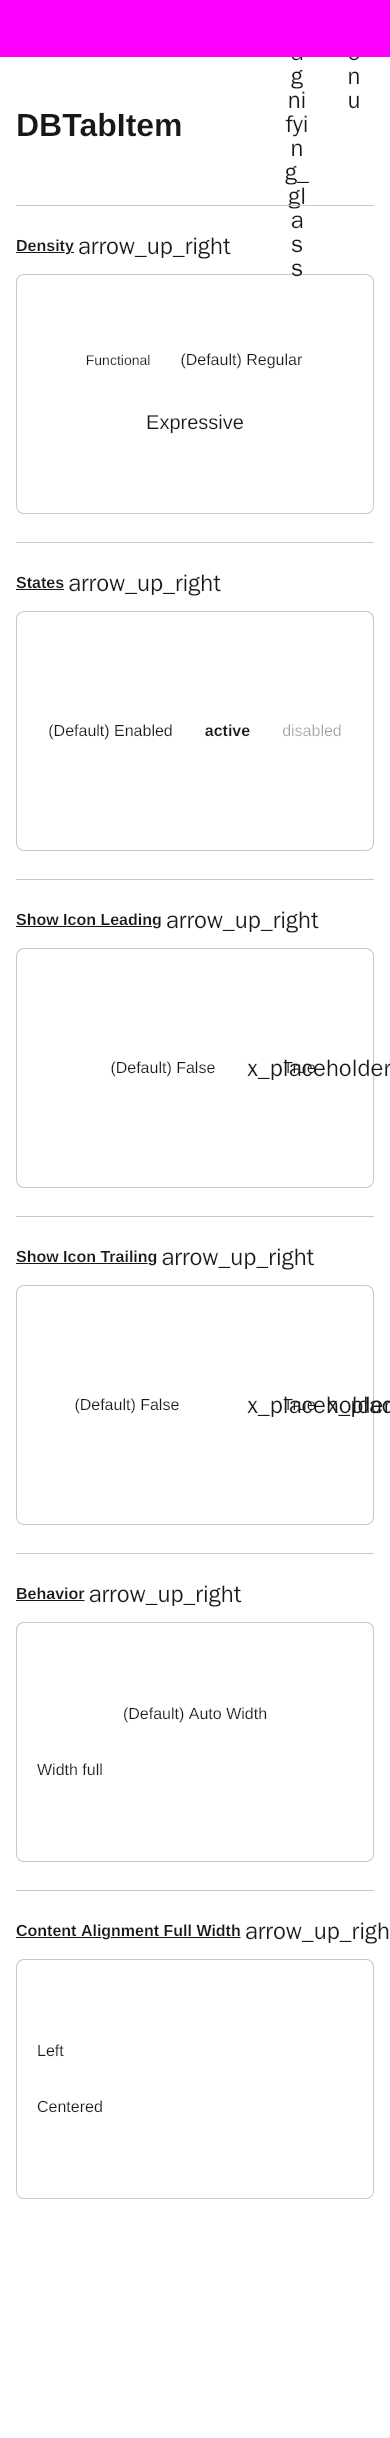 g
n
ni
u
fyi
n
g_
gl
a
s
s
DBTabItem
Density arrow_up_right
Functional (Default) Regular
Expressive
States arrow_up_right
(Default) Enabled active disabled
Show Icon Leading arrow_up_right
(Default) False x_placeholder True
Show Icon Trailing arrow_up_right
(Default) False x_placeholder True
Behavior arrow_up_right
(Default) Auto Width
Width full
Content Alignment Full Width arrow_up_righ
Left
Centered